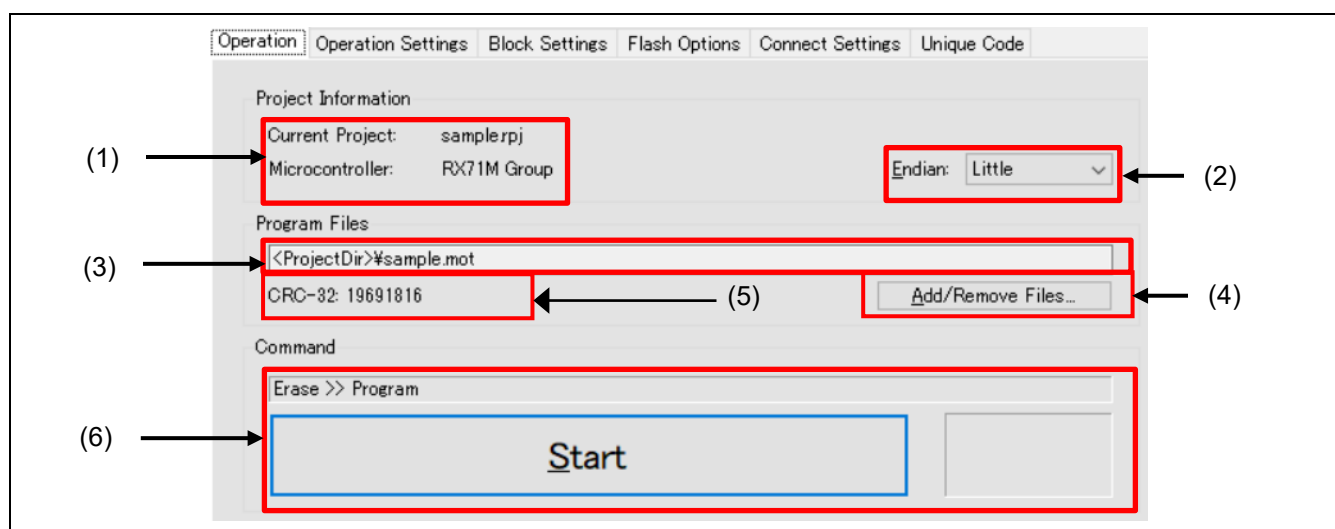 Operation Operation Settings Block Settings Flash Options Connect Settings Unique Code
Project Information
Current Project: sample.rpj
(1)
Microcontroller: RX71M Group
Endian: Little
(2)
Program Files
<ProjectDir>¥sample.mot
(3)
CRC-32: 19691816
(5)
Add/Remove Files...
(4)
Command
Erase >> Program
(6)
Start